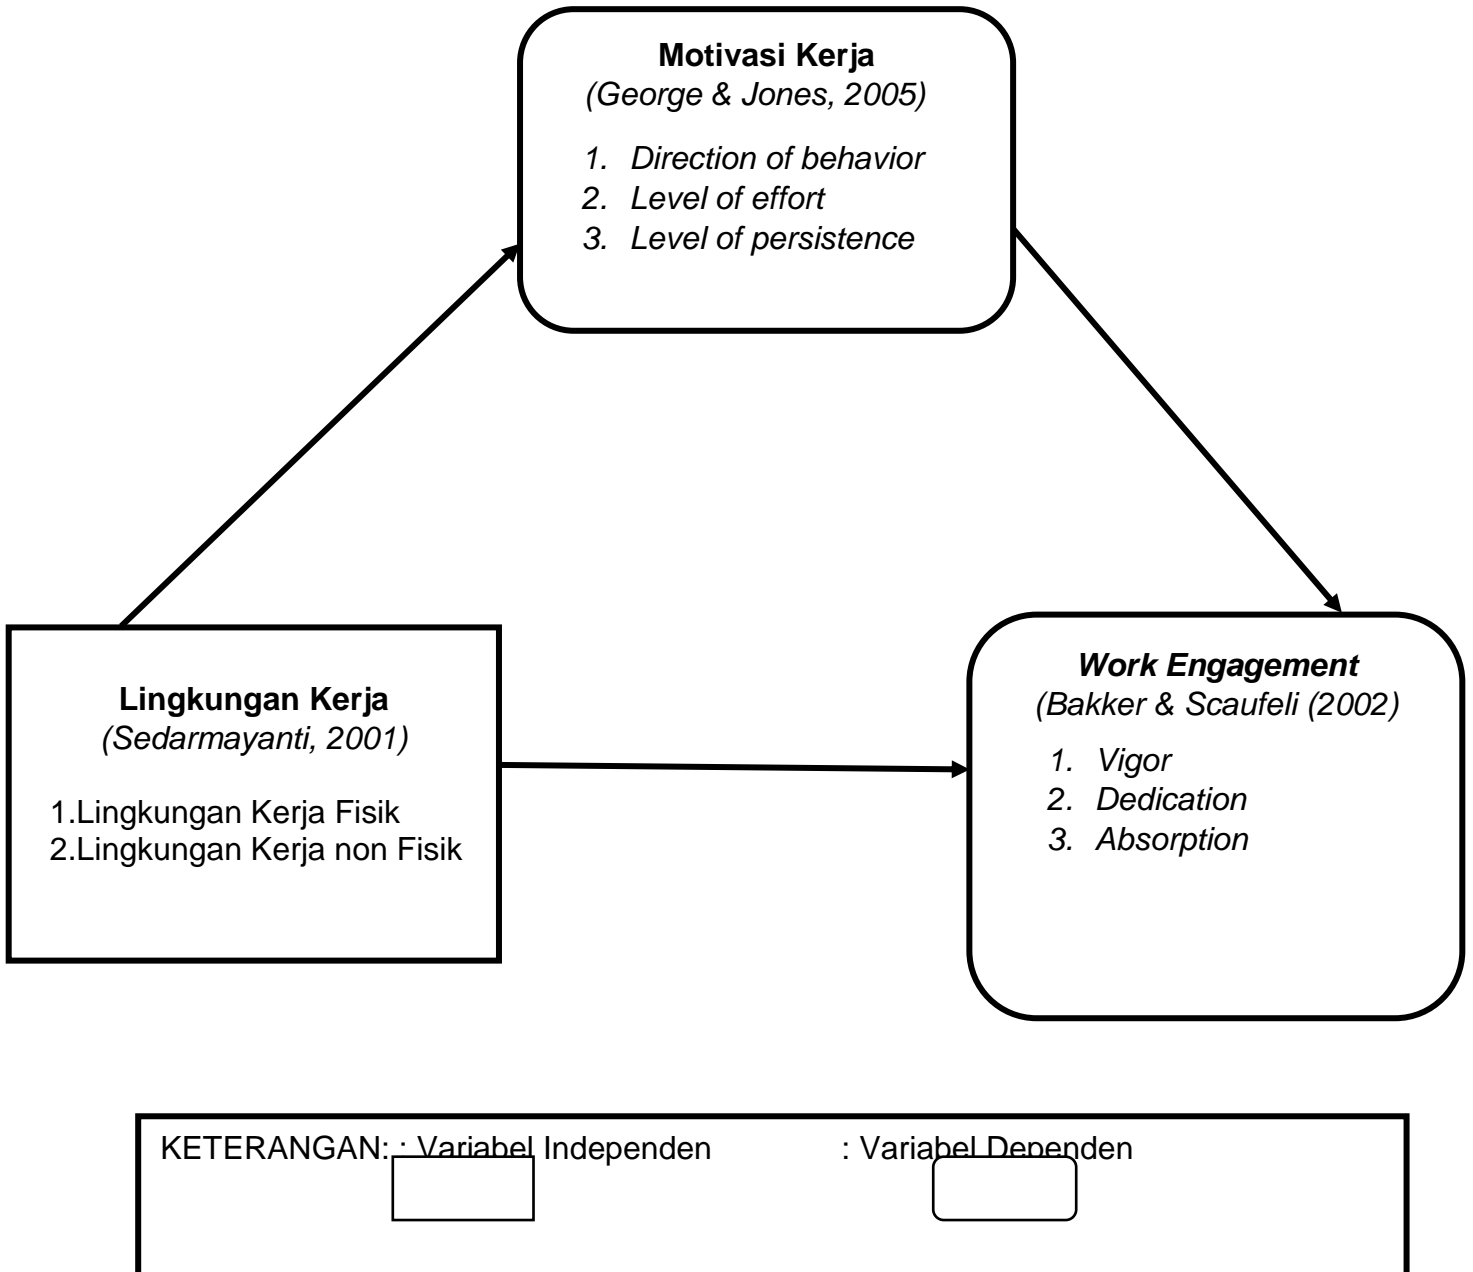 Motivasi Kerja
(George & Jones, 2005)
1. Direction of behavior
2. Level of effort
3. Level of persistence
Lingkungan Kerja
(Sedarmayanti, 2001)
1.Lingkungan Kerja Fisik
2.Lingkungan Kerja non Fisik
Work Engagement
(Bakker & Scaufeli (2002)
1. Vigor
2. Dedication
3. Absorption
KETERANGAN: : Variabel Independen : Variabel Dependen